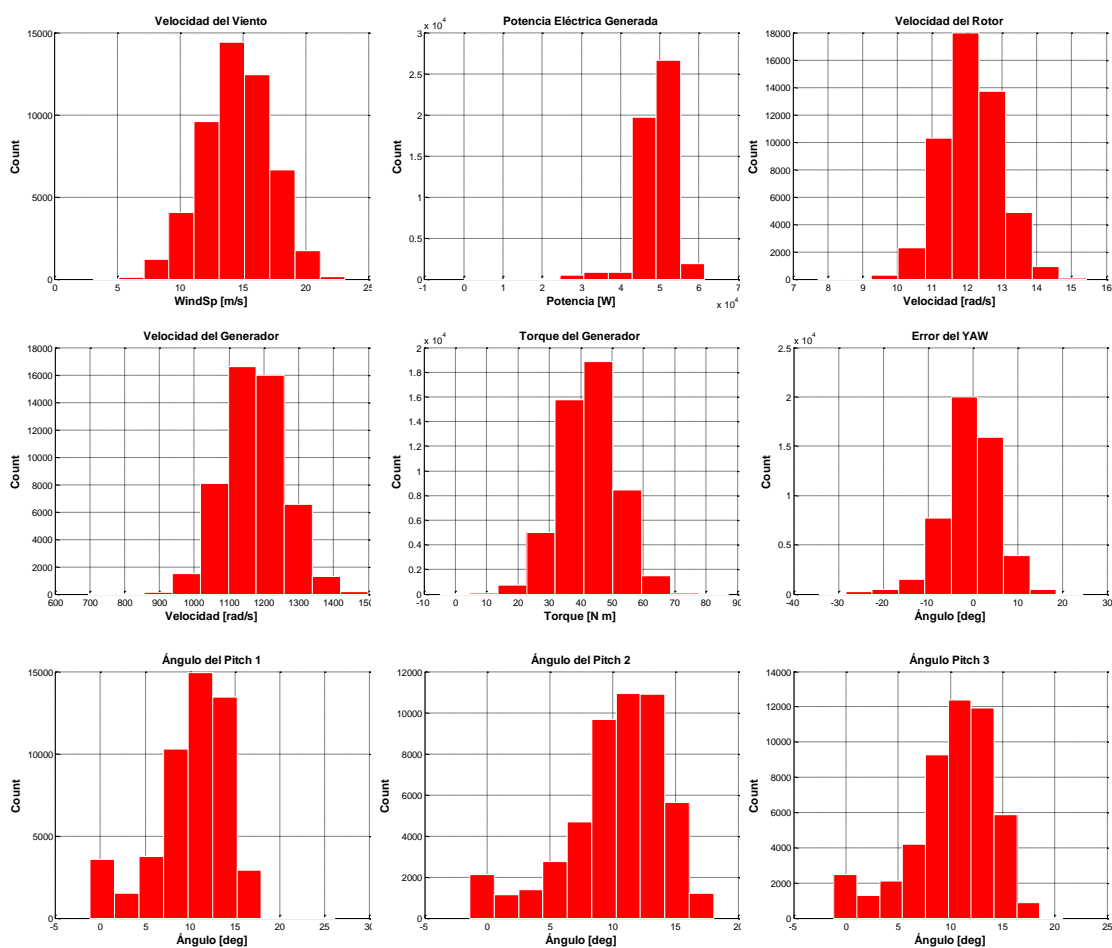 Velocidad del Viento
15000
10000
5000
0
Count
0 5 10 15 20 25
WindSp [m/s]
Potencia Eléctrica Generada
x 10⁴
3
2.5
2
1.5
1
0.5
0
Count
-1 0 1 2 3 4 5 6 7
x 10⁴
Potencia [W]
Velocidad del Rotor
18000
16000
14000
12000
10000
8000
6000
4000
2000
0
Count
7 8 9 10 11 12 13 14 15 16
Velocidad [rad/s]
Velocidad del Generador
18000
16000
14000
12000
10000
8000
6000
4000
2000
0
Count
600 700 800 900 1000 1100 1200 1300 1400 1500
Velocidad [rad/s]
Torque del Generador
x 10⁴
2
1.8
1.6
1.4
1.2
1
0.8
0.6
0.4
0.2
0
Count
-10 0 10 20 30 40 50 60 70 80 90
Torque [N m]
Error del YAW
x 10⁴
2.5
2
1.5
1
0.5
0
Count
-40 -30 -20 -10 0 10 20 30
Ángulo [deg]
Ángulo del Pitch 1
15000
10000
5000
0
Count
-5 0 5 10 15 20 25 30
Ángulo [deg]
Ángulo del Pitch 2
12000
10000
8000
6000
4000
2000
0
Count
-5 0 5 10 15 20
Ángulo [deg]
Ángulo Pitch 3
14000
12000
10000
8000
6000
4000
2000
0
Count
-5 0 5 10 15 20 25
Ángulo [deg]